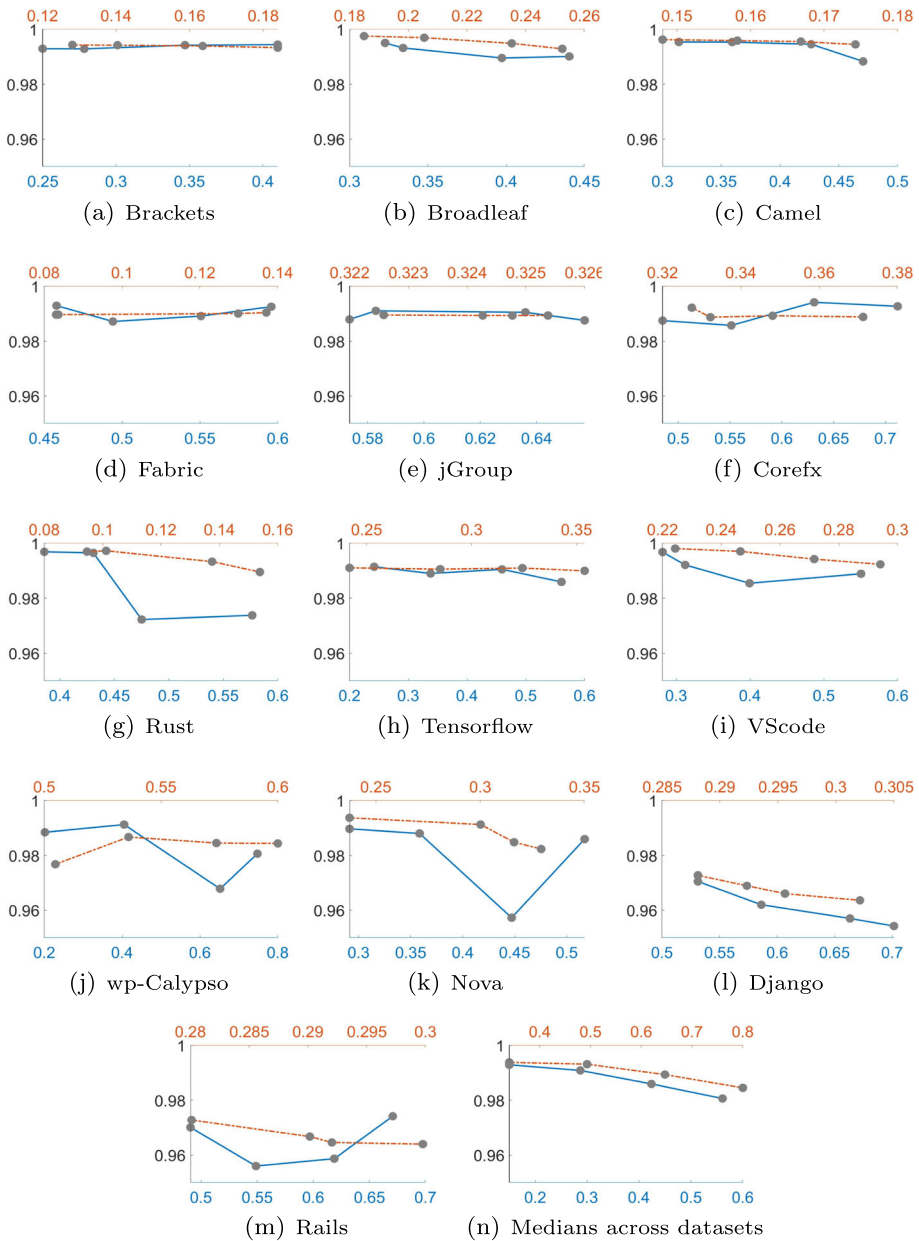 0.12 0.14 0.16 0.18
1
0.98
0.96
0.25 0.3 0.35 0.4
(a) Brackets
0.18 0.2 0.22 0.24 0.26
1
0.98
0.96
0.3 0.35 0.4 0.45
(b) Broadleaf
0.15 0.16 0.17 0.18
1
0.98
0.96
0.3 0.35 0.4 0.45 0.5
(c) Camel
0.08 0.1 0.12 0.14
1
0.98
0.96
0.45 0.5 0.55 0.6
(d) Fabric
0.322 0.323 0.324 0.325 0.326
1
0.98
0.96
0.58 0.6 0.62 0.64
(e) jGroup
0.32 0.34 0.36 0.38
1
0.98
0.96
0.5 0.55 0.6 0.65 0.7
(f) Corefx
0.08 0.1 0.12 0.14 0.16
1
0.98
0.96
0.4 0.45 0.5 0.55 0.6
(g) Rust
0.25 0.3 0.35
1
0.98
0.96
0.2 0.3 0.4 0.5 0.6
(h) Tensorflow
0.22 0.24 0.26 0.28 0.3
1
0.98
0.96
0.3 0.4 0.5 0.6
(i) VScode
0.5 0.55 0.6
1
0.98
0.96
0.2 0.4 0.6 0.8
(j) wp-Calypso
0.25 0.3 0.35
1
0.98
0.96
0.3 0.35 0.4 0.45 0.5
(k) Nova
0.285 0.29 0.295 0.3 0.305
1
0.98
0.96
0.5 0.55 0.6 0.65 0.7
(l) Django
0.28 0.285 0.29 0.295 0.3
1
0.98
0.96
0.5 0.55 0.6 0.65 0.7
(m) Rails
0.4 0.5 0.6 0.7 0.8
1
0.98
0.96
0.2 0.3 0.4 0.5 0.6
(n) Medians across datasets